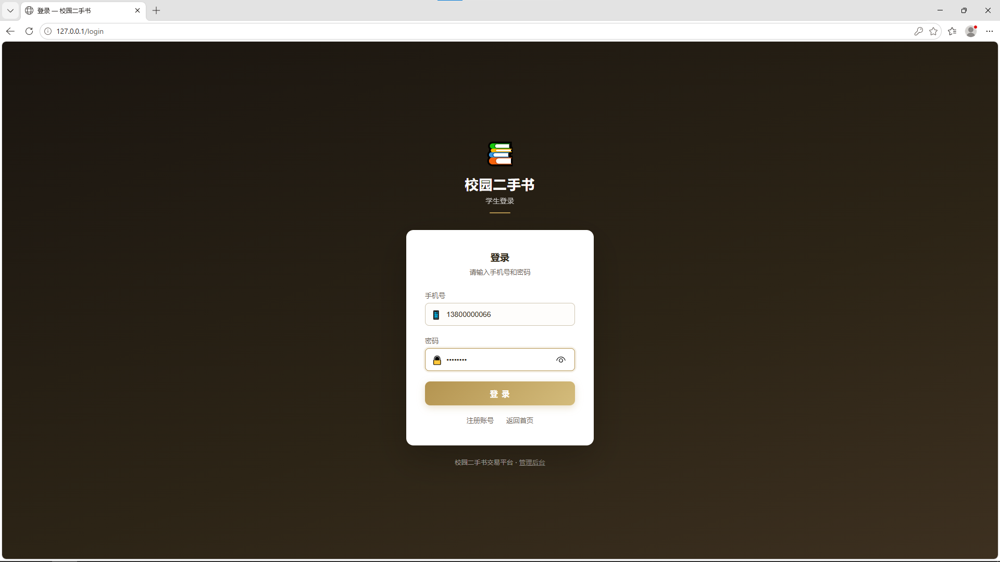 登录 — 校园二手书
127.0.0.1/login
校园二手书
学生登录
登录
请输入手机号和密码
手机号
13800000066
密码
••••••••
登 录
注册账号 返回首页
校园二手书交易平台 · 管理后台